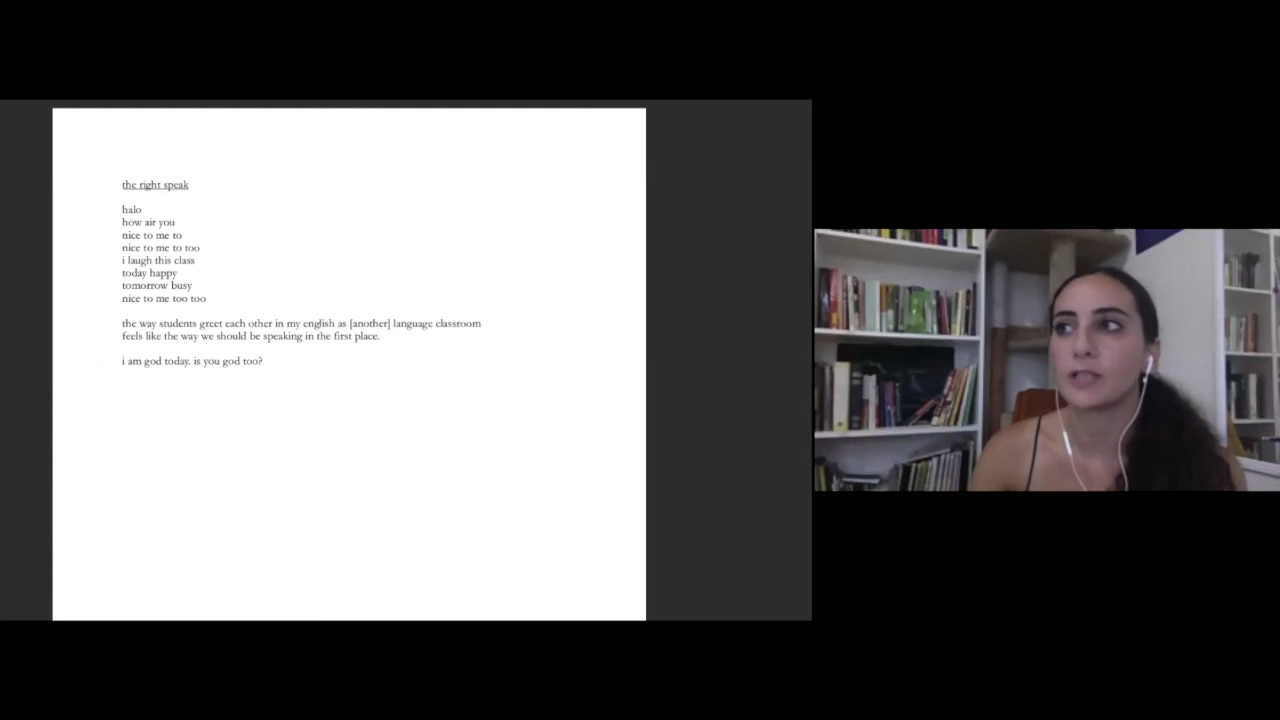 the right speak
halo
how air you
nice to me to
nice to me to too
i laugh this class
today happy
tomorrow busy
nice to me too too
the way students greet each other in my english as [another] language classroom
feels like the way we should be speaking in the first place.
i am god today. is you god too?